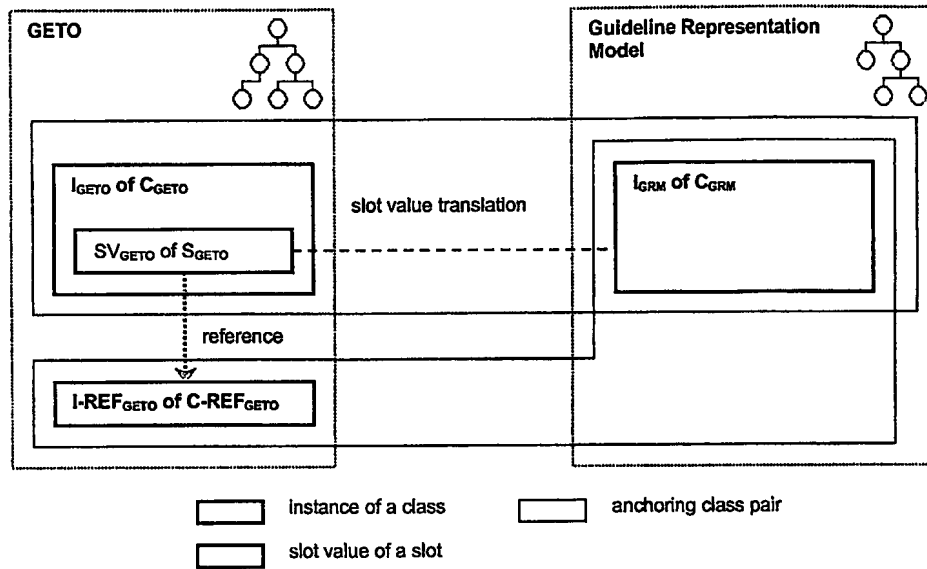 GETO
Guideline Representation
Model
I_GETO of C_GETO
I_GRM of C_GRM
slot value translation
SV_GETO of S_GETO
reference
I-REF_GETO of C-REF_GETO
instance of a class
anchoring class pair
slot value of a slot